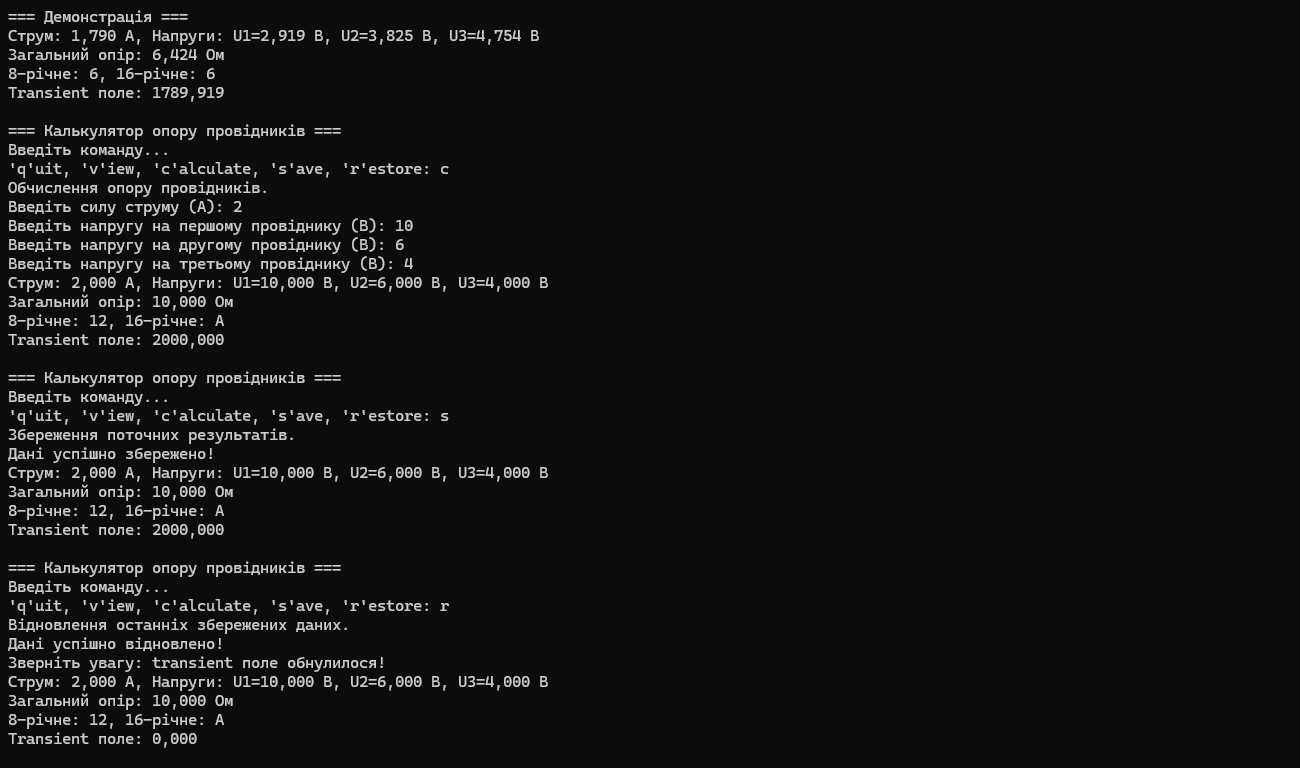 === Демонстрація ===
Струм: 1,790 А, Напруги: U1=2,919 В, U2=3,825 В, U3=4,754 В
Загальний опір: 6,424 Ом
8-річне: 6, 16-річне: 6
Transient поле: 1789,919
=== Калькулятор опору провідників ===
Введіть команду...
'q'uit, 'v'iew, 'c'alculate, 's'ave, 'r'estore: c
Обчислення опору провідників.
Введіть силу струму (А): 2
Введіть напругу на першому провіднику (В): 10
Введіть напругу на другому провіднику (В): 6
Введіть напругу на третьому провіднику (В): 4
Струм: 2,000 А, Напруги: U1=10,000 В, U2=6,000 В, U3=4,000 В
Загальний опір: 10,000 Ом
8-річне: 12, 16-річне: A
Transient поле: 2000,000
=== Калькулятор опору провідників ===
Введіть команду...
'q'uit, 'v'iew, 'c'alculate, 's'ave, 'r'estore: s
Збереження поточних результатів.
Дані успішно збережено!
Струм: 2,000 А, Напруги: U1=10,000 В, U2=6,000 В, U3=4,000 В
Загальний опір: 10,000 Ом
8-річне: 12, 16-річне: A
Transient поле: 2000,000
=== Калькулятор опору провідників ===
Введіть команду...
'q'uit, 'v'iew, 'c'alculate, 's'ave, 'r'estore: r
Відновлення останніх збережених даних.
Дані успішно відновлено!
Зверніть увагу: transient поле обнулилося!
Струм: 2,000 А, Напруги: U1=10,000 В, U2=6,000 В, U3=4,000 В
Загальний опір: 10,000 Ом
8-річне: 12, 16-річне: A
Transient поле: 0,000